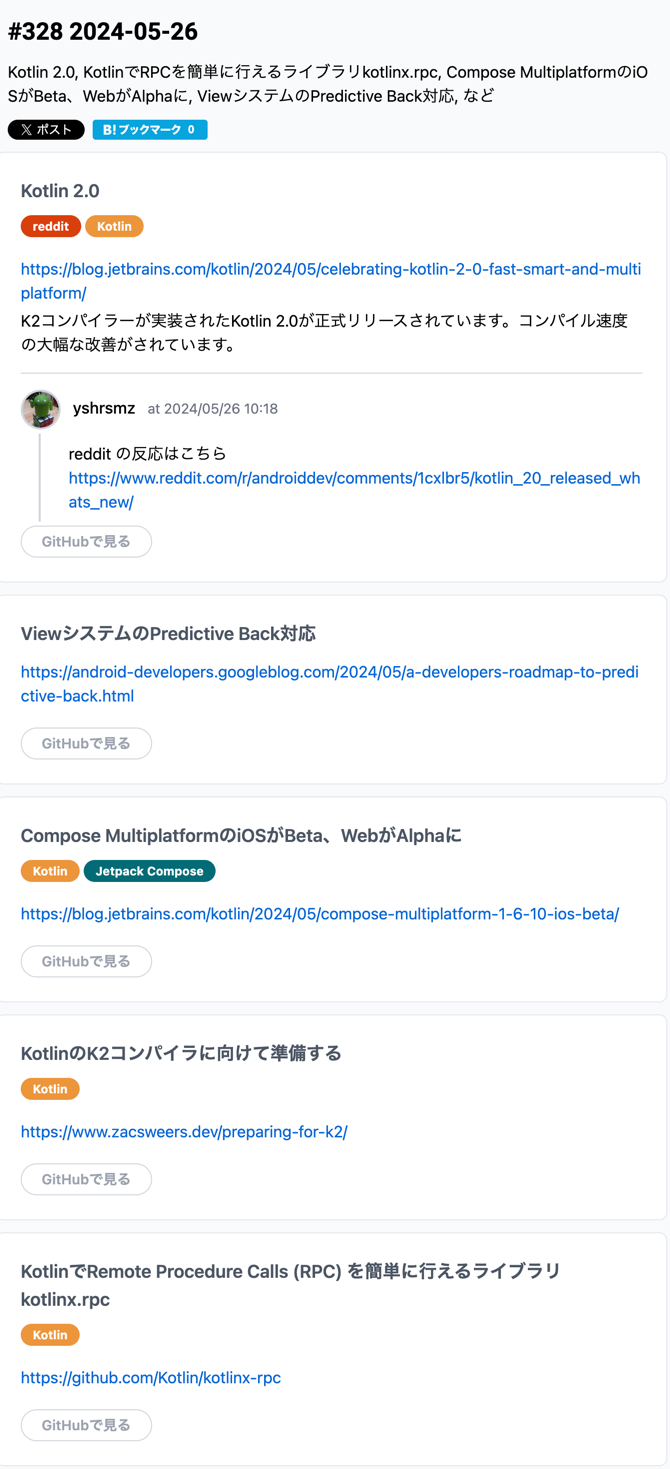 #328 2024-05-26
Kotlin 2.0, KotlinでRPCを簡単に行えるライブラリkotlinx.rpc, Compose MultiplatformのiO
SがBeta、WebがAlphaに, ViewシステムのPredictive Back対応, など
𝕏 ポスト B!ブックマーク 0
Kotlin 2.0
reddit Kotlin
https://blog.jetbrains.com/kotlin/2024/05/celebrating-kotlin-2-0-fast-smart-and-multi
platform/
K2コンパイラーが実装されたKotlin 2.0が正式リリースされています。コンパイル速度
の大幅な改善がされています。
yshrsmz at 2024/05/26 10:18
reddit の反応はこちら
https://www.reddit.com/r/androiddev/comments/1cxlbr5/kotlin_20_released_wh
ats_new/
GitHubで見る
ViewシステムのPredictive Back対応
https://android-developers.googleblog.com/2024/05/a-developers-roadmap-to-predi
ctive-back.html
GitHubで見る
Compose MultiplatformのiOSがBeta、WebがAlphaに
Kotlin Jetpack Compose
https://blog.jetbrains.com/kotlin/2024/05/compose-multiplatform-1-6-10-ios-beta/
GitHubで見る
KotlinのK2コンパイラに向けて準備する
Kotlin
https://www.zacsweers.dev/preparing-for-k2/
GitHubで見る
KotlinでRemote Procedure Calls (RPC) を簡単に行えるライブラリ
kotlinx.rpc
Kotlin
https://github.com/Kotlin/kotlinx-rpc
GitHubで見る